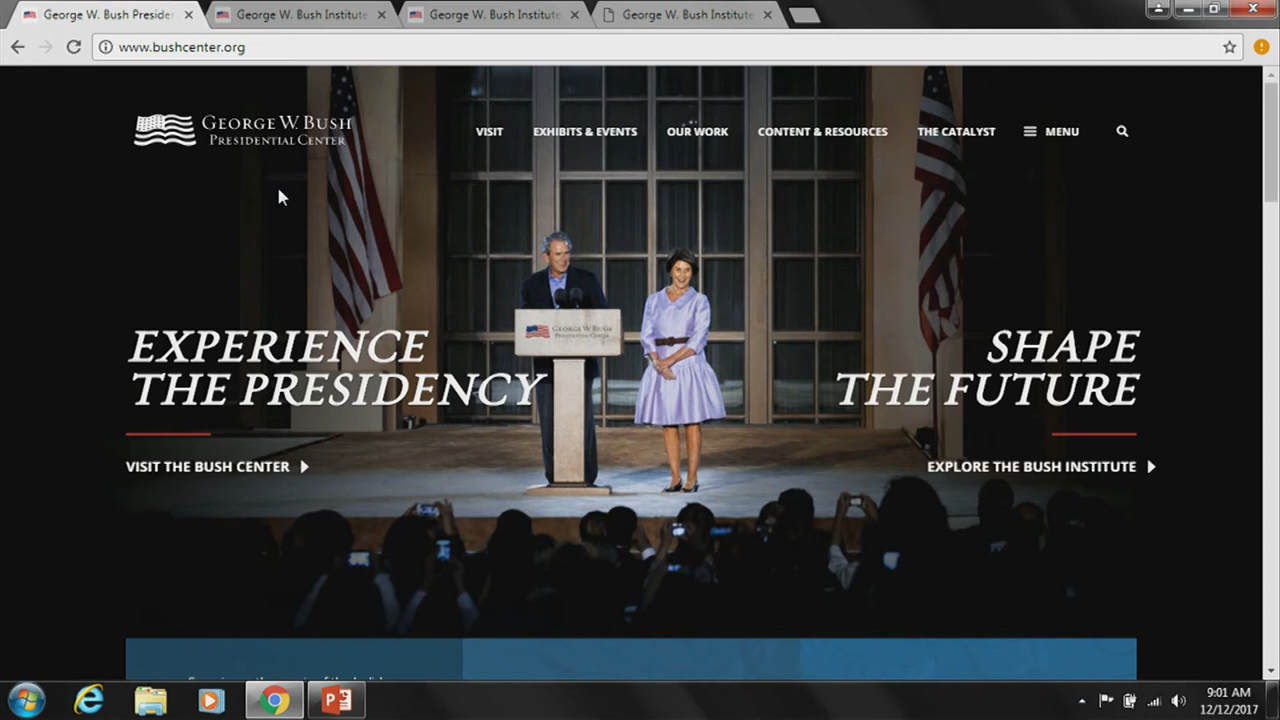 George W. Bush Presiden
George W. Bush Institute
George W. Bush Institute
George W. Bush Institute
www.bushcenter.org
GEORGE W. BUSH
PRESIDENTIAL CENTER
VISIT
EXHIBITS & EVENTS
OUR WORK
CONTENT & RESOURCES
THE CATALYST
MENU
GEORGE W. BUSH
PRESIDENTIAL CENTER
EXPERIENCE
THE PRESIDENCY
SHAPE
THE FUTURE
VISIT THE BUSH CENTER
EXPLORE THE BUSH INSTITUTE
9:01 AM
12/12/2017